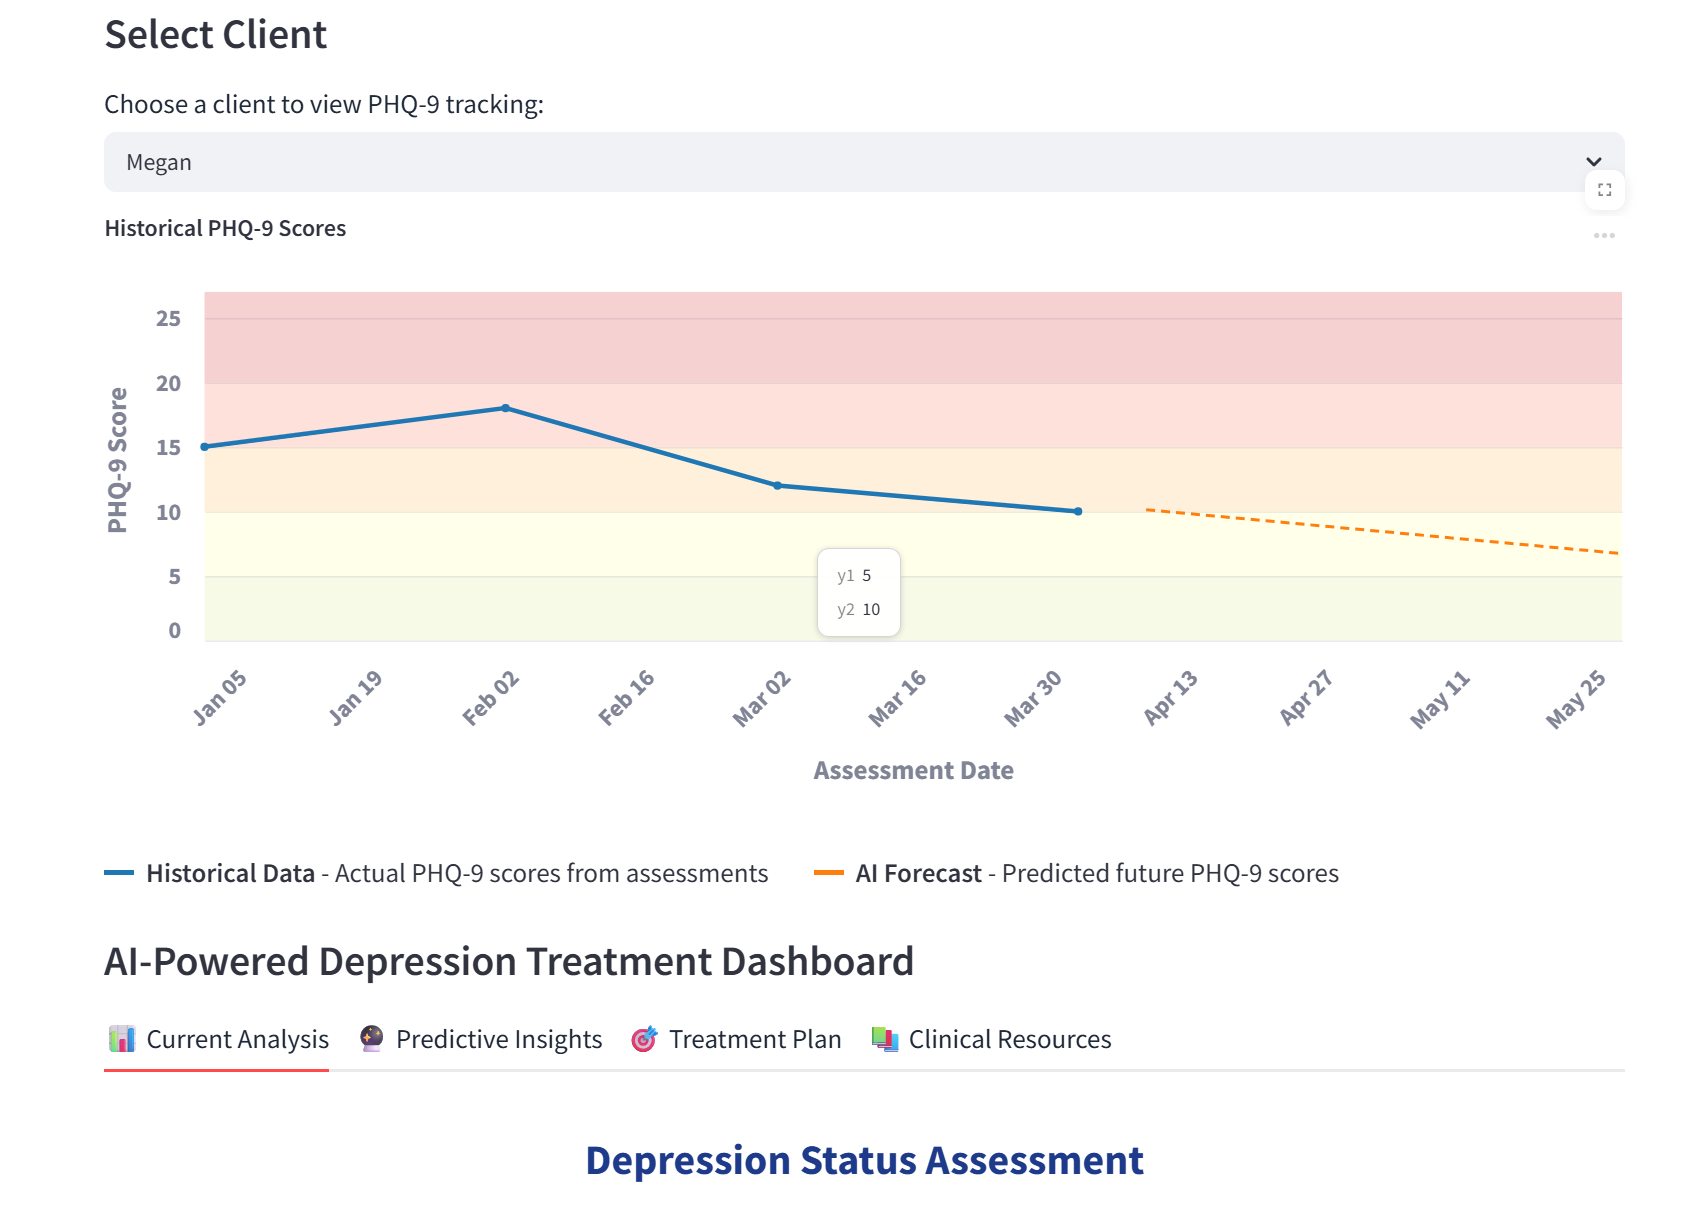 Select Client
Choose a client to view PHQ-9 tracking:
Megan
Historical PHQ-9 Scores
25
20
15
10
5
0
PHQ-9 Score
y1 5
y2 10
Jan 05
Jan 19
Feb 02
Feb 16
Mar 02
Mar 16
Mar 30
Apr 13
Apr 27
May 11
May 25
Assessment Date
Historical Data - Actual PHQ-9 scores from assessments
AI Forecast - Predicted future PHQ-9 scores
AI-Powered Depression Treatment Dashboard
Current Analysis
Predictive Insights
Treatment Plan
Clinical Resources
Depression Status Assessment